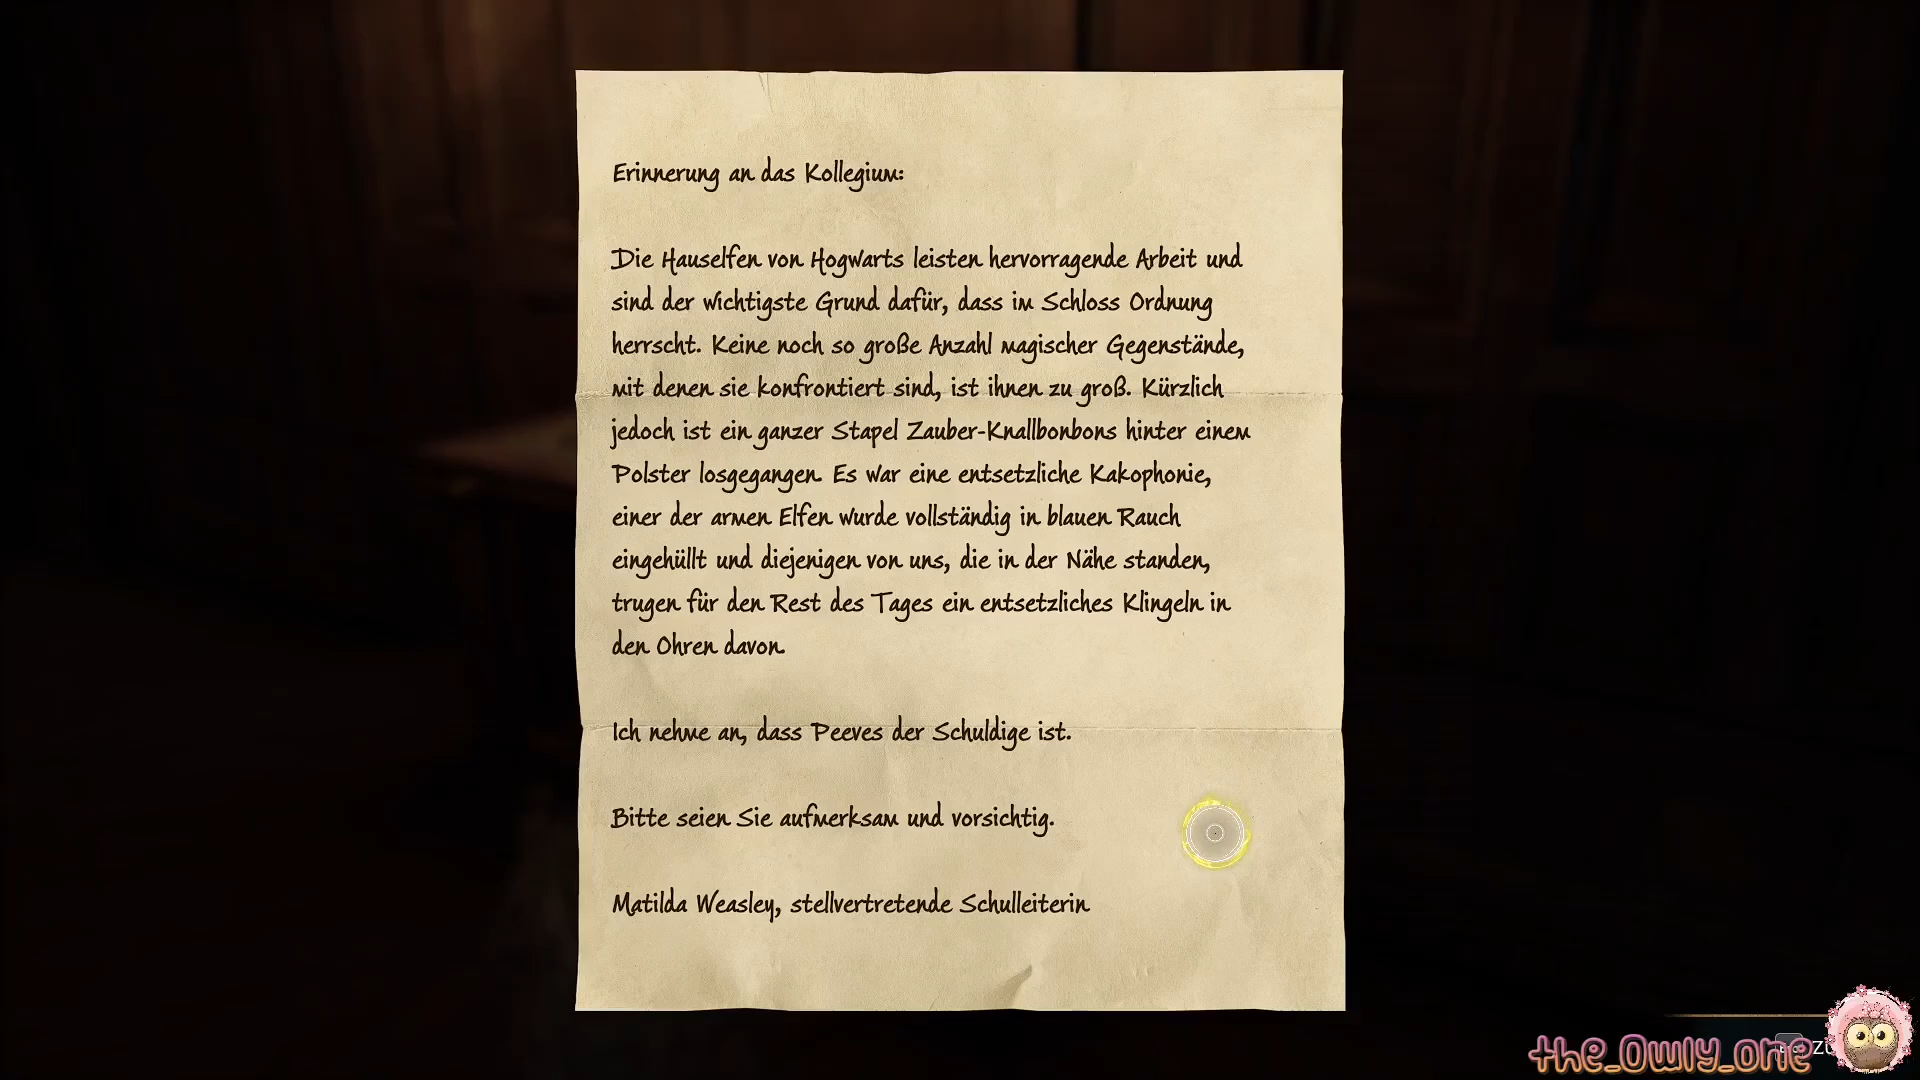 Erinnerung an das Kollegium:
Die Hauselfen von Hogwarts leisten hervorragende Arbeit und
sind der wichtigste Grund dafür, dass im Schloss Ordnung
herrscht. Keine noch so große Anzahl magischer Gegenstände,
mit denen sie konfrontiert sind, ist ihnen zu groß. Kürzlich
jedoch ist ein ganzer Stapel Zauber-Knallbonbons hinter einem
Polster losgegangen. Es war eine entsetzliche Kakophonie,
einer der armen Elfen wurde vollständig in blauen Rauch
eingehüllt und diejenigen von uns, die in der Nähe standen,
trugen für den Rest des Tages ein entsetzliches Klingeln in
den Ohren davon.
Ich nehme an, dass Peeves der Schuldige ist.
Bitte seien Sie aufmerksam und vorsichtig.
Matilda Weasley, stellvertretende Schulleiterin
the_Owly_one